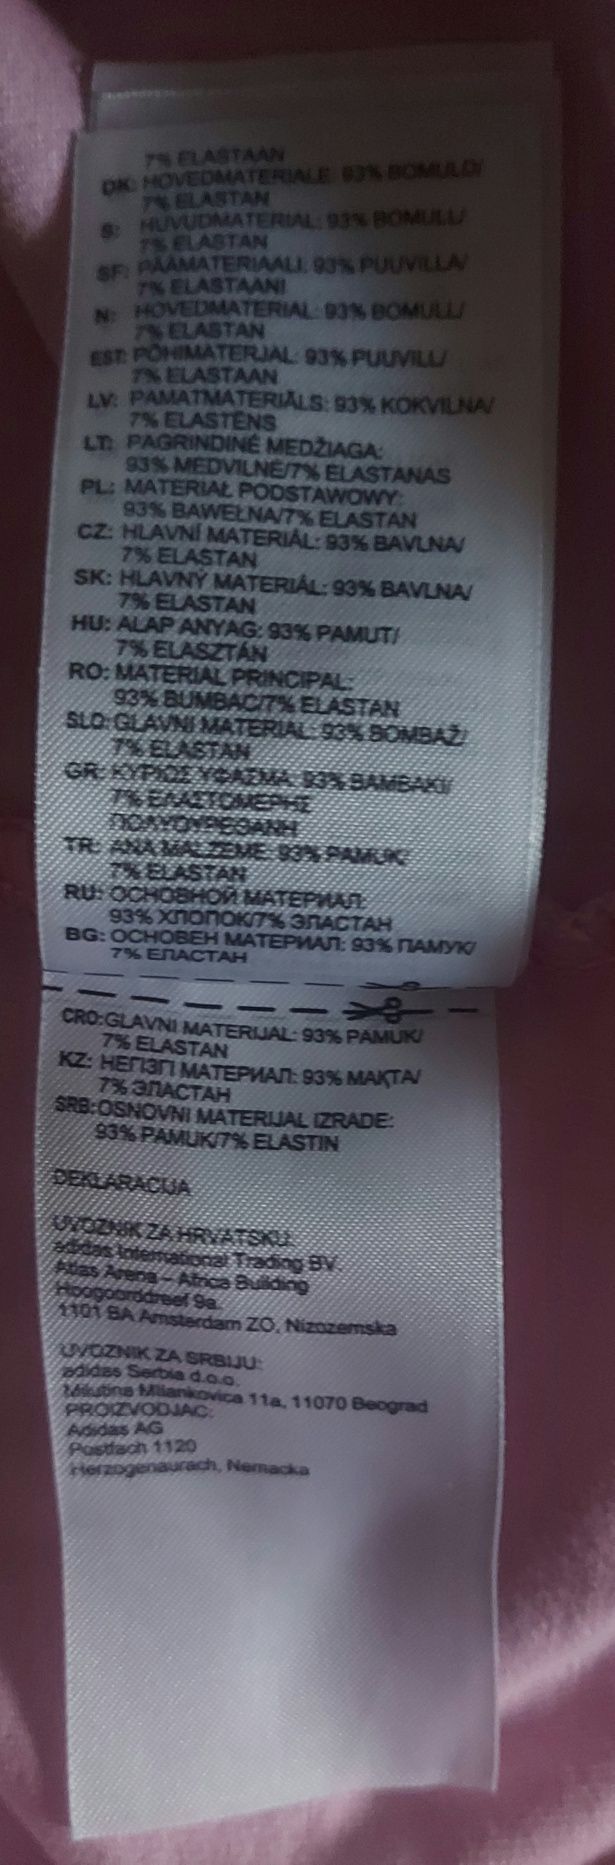 7% ELASTAAN
DK: HOVEDMATERIALE: 93% BOMULD/
7% ELASTAN
S: HUVUDMATERIAL: 93% BOMULL/
7% ELASTAN
SF: PÄÄMATERIAALI: 93% PUUVILLA/
7% ELASTAANI
N: HOVEDMATERIAL: 93% BOMULL/
7% ELASTAN
EST: PÕHIMATERJAL: 93% PUUVILL/
7% ELASTAAN
LV: PAMATMATERIĀLS: 93% KOKVILNA/
7% ELASTĒNS
LT: PAGRINDINĖ MEDŽIAGA:
93% MEDVILNĖ/7% ELASTANAS
PL: MATERIAŁ PODSTAWOWY:
93% BAWEŁNA/7% ELASTAN
CZ: HLAVNÍ MATERIÁL: 93% BAVLNA/
7% ELASTAN
SK: HLAVNÝ MATERIÁL: 93% BAVLNA/
7% ELASTAN
HU: ALAP ANYAG: 93% PAMUT/
7% ELASZTÁN
RO: MATERIAL PRINCIPAL:
93% BUMBAC/7% ELASTAN
SLO: GLAVNI MATERIAL: 93% BOMBAŽ/
7% ELASTAN
GR: ΚΥΡΙΩΣ ΥΦΑΣΜΑ: 93% ΒΑΜΒΑΚΙ/
7% ΕΛΑΣΤΟΜΕΡΗΣ
ΠΟΛΥΟΥΡΕΘΑΝΗ
TR: ANA MALZEME: 93% PAMUK/
7% ELASTAN
RU: ОСНОВНОЙ МАТЕРИАЛ:
93% ХЛОПОК/7% ЭЛАСТАН
BG: ОСНОВЕН МАТЕРИАЛ: 93% ПАМУК/
7% ЕЛАСТАН
CRO: GLAVNI MATERIJAL: 93% PAMUK/
7% ELASTAN
KZ: НЕГІЗГІ МАТЕРИАЛ: 93% МАҚТА/
7% ЭЛАСТАН
SRB: OSNOVNI MATERIJAL IZRADE:
93% PAMUK/7% ELASTIN
DEKLARACIJA
UVOZNIK ZA HRVATSKU:
adidas International Trading BV.
Atlas Arena – Africa Building
Hoogoorddreef 9a.
1101 BA Amsterdam ZO, Nizozemska
UVOZNIK ZA SRBIJU:
adidas Serbia d.o.o.
Milutina Milankovica 11a, 11070 Beograd
PROIZVODJAC:
Adidas AG
Postfach 1120
Herzogenaurach, Nemacka